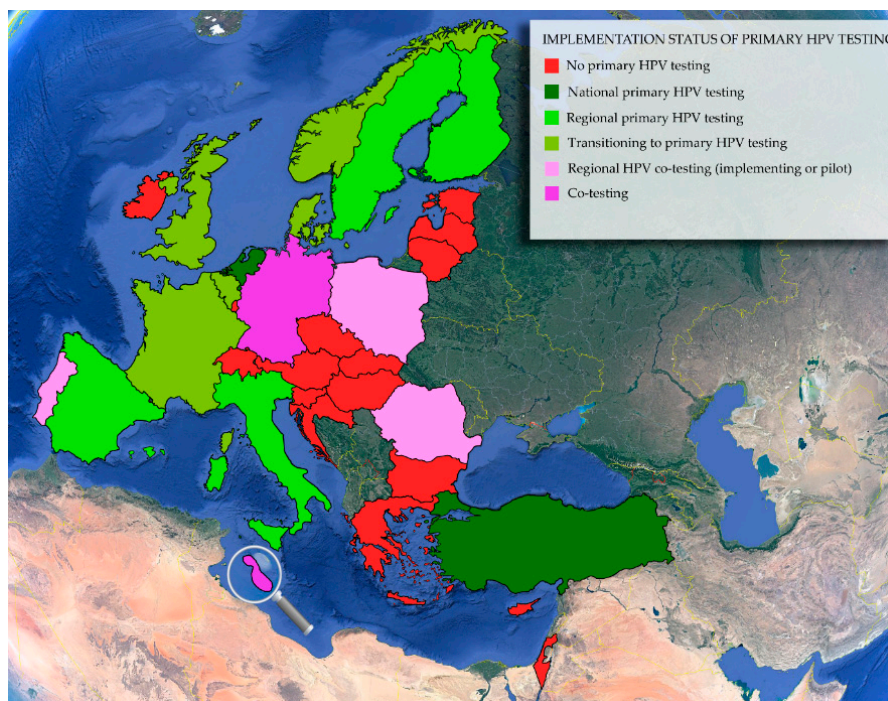 IMPLEMENTATION STATUS OF PRIMARY HPV TESTING
No primary HPV testing
National primary HPV testing
Regional primary HPV testing
Transitioning to primary HPV testing
Regional HPV co-testing (implementing or pilot)
Co-testing